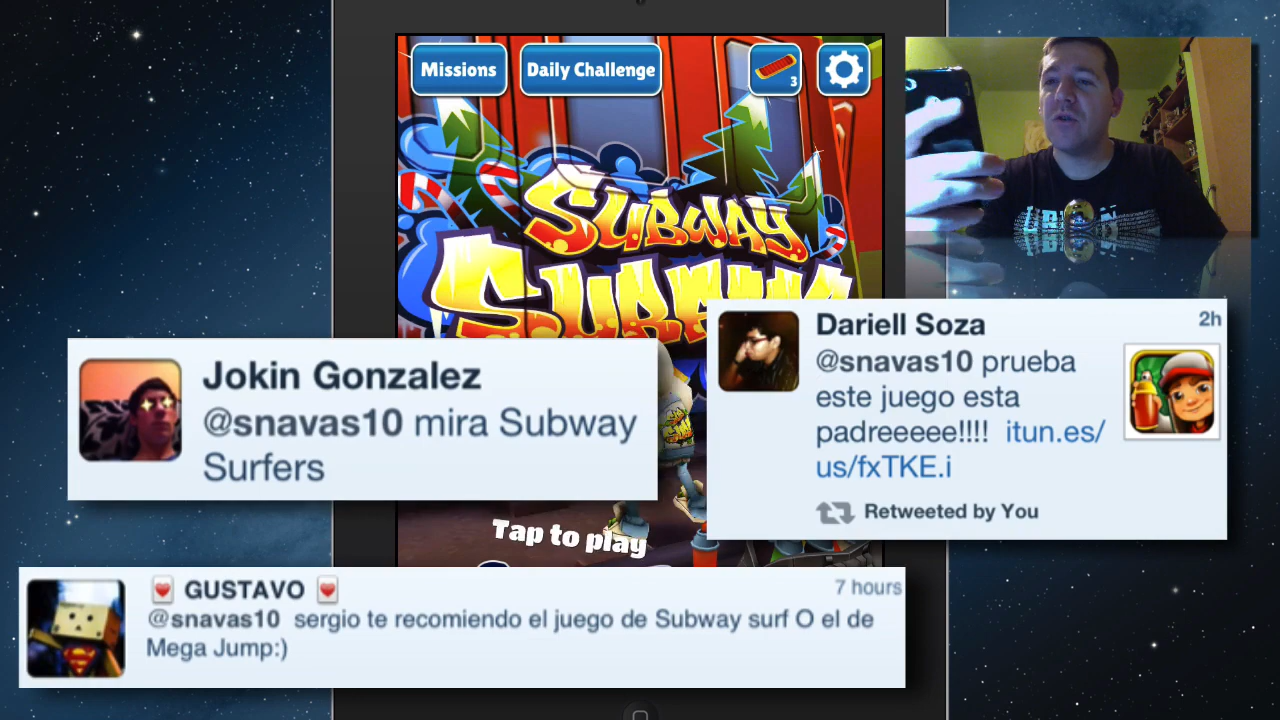 Missions
Daily Challenge
3
SUBWAY
Jokin Gonzalez
@snavas10 mira Subway
Surfers
Dariell Soza
2h
@snavas10 prueba
este juego esta
padreeeee!!!! itun.es/
us/fxTKE.i
Retweeted by You
Tap to play
GUSTAVO
7 hours
@snavas10 sergio te recomiendo el juego de Subway surf O el de
Mega Jump:)